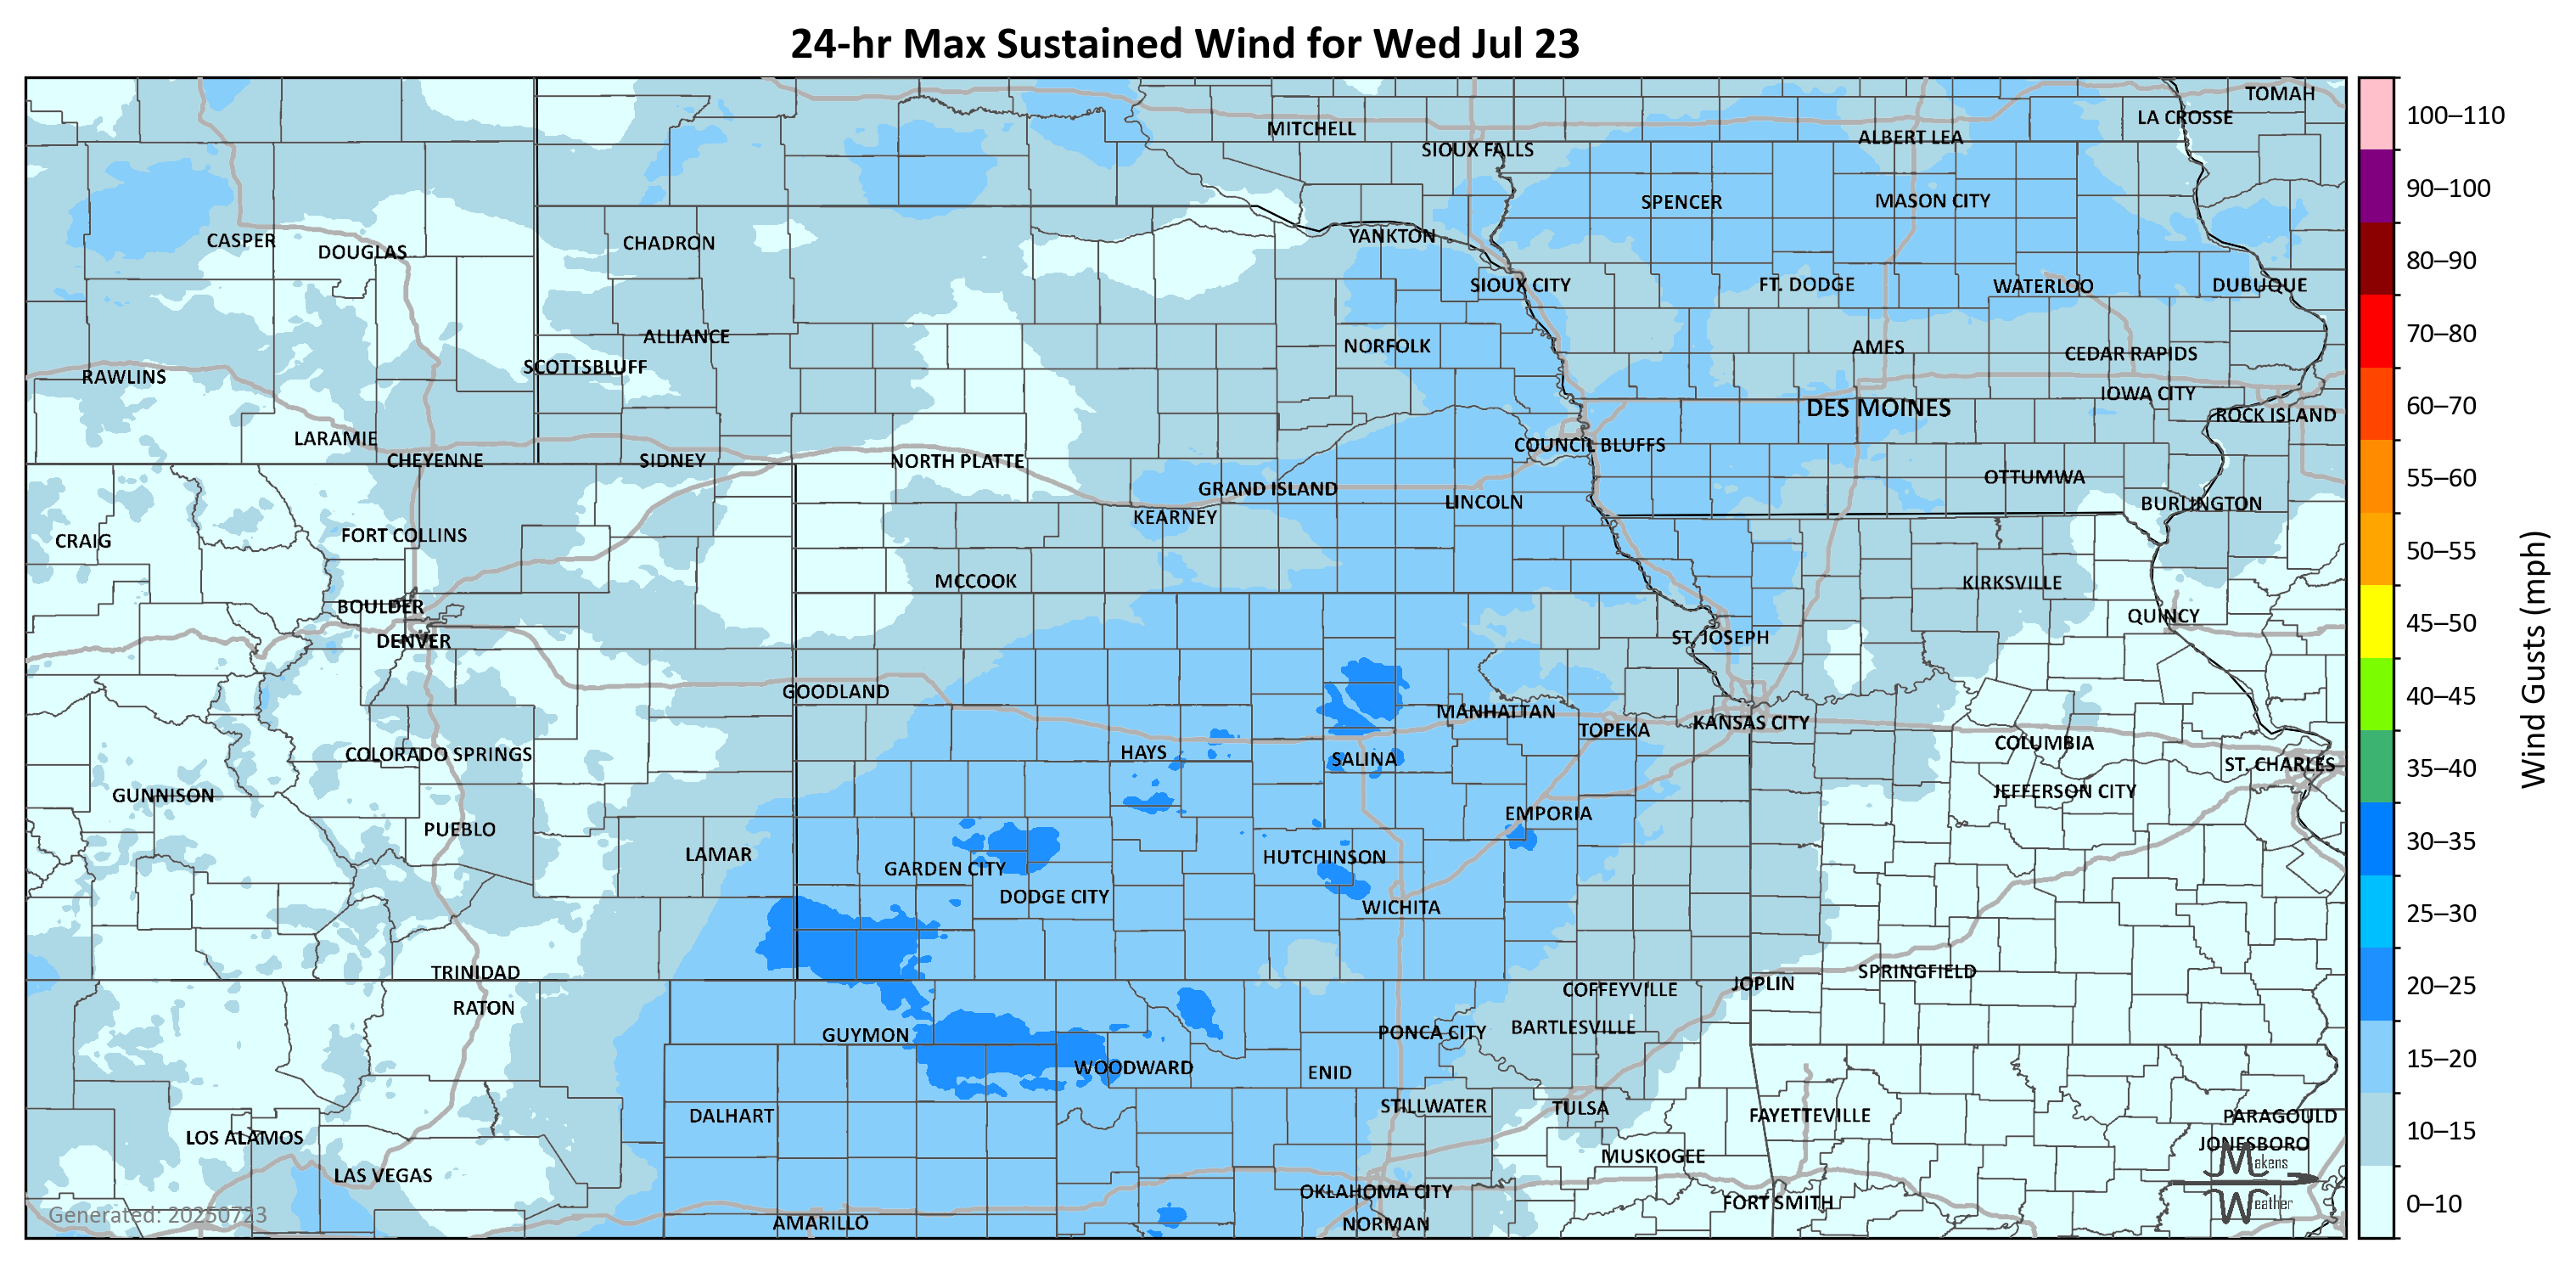 24-hr Max Sustained Wind for Wed Jul 23
TOMAH
LA CROSSE
MITCHELL
ALBERT LEA
SIOUX FALLS
SPENCER
MASON CITY
YANKTON
CASPER
CHADRON
DOUGLAS
SIOUX CITY
FT. DODGE
WATERLOO
DUBUQUE
ALLIANCE
NORFOLK
AMES
CEDAR RAPIDS
SCOTTSBLUFF
RAWLINS
IOWA CITY
DES MOINES
ROCK ISLAND
LARAMIE
COUNCIL BLUFFS
CHEYENNE
SIDNEY
NORTH PLATTE
OTTUMWA
GRAND ISLAND
LINCOLN
BURLINGTON
KEARNEY
FORT COLLINS
CRAIG
MCCOOK
KIRKSVILLE
BOULDER
QUINCY
DENVER
ST. JOSEPH
GOODLAND
MANHATTAN
KANSAS CITY
TOPEKA
COLUMBIA
HAYS
COLORADO SPRINGS
SALINA
ST. CHARLES
JEFFERSON CITY
GUNNISON
EMPORIA
PUEBLO
LAMAR
HUTCHINSON
GARDEN CITY
DODGE CITY
WICHITA
TRINIDAD
SPRINGFIELD
JOPLIN
COFFEYVILLE
RATON
BARTLESVILLE
PONCA CITY
GUYMON
WOODWARD
ENID
STILLWATER
TULSA
DALHART
FAYETTEVILLE
PARAGOULD
LOS ALAMOS
JONESBORO
MUSKOGEE
LAS VEGAS
OKLAHOMA CITY
FORT SMITH
AMARILLO
NORMAN
Generated: 20250723
Makens
Weather
100–110
90–100
80–90
70–80
60–70
55–60
50–55
45–50
40–45
35–40
30–35
25–30
20–25
15–20
10–15
0–10
Wind Gusts (mph)